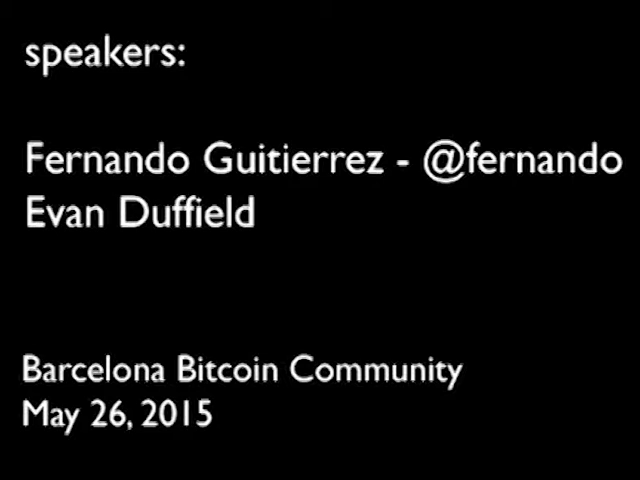 speakers:
Fernando Guitierrez - @fernando
Evan Duffield
Barcelona Bitcoin Community
May 26, 2015